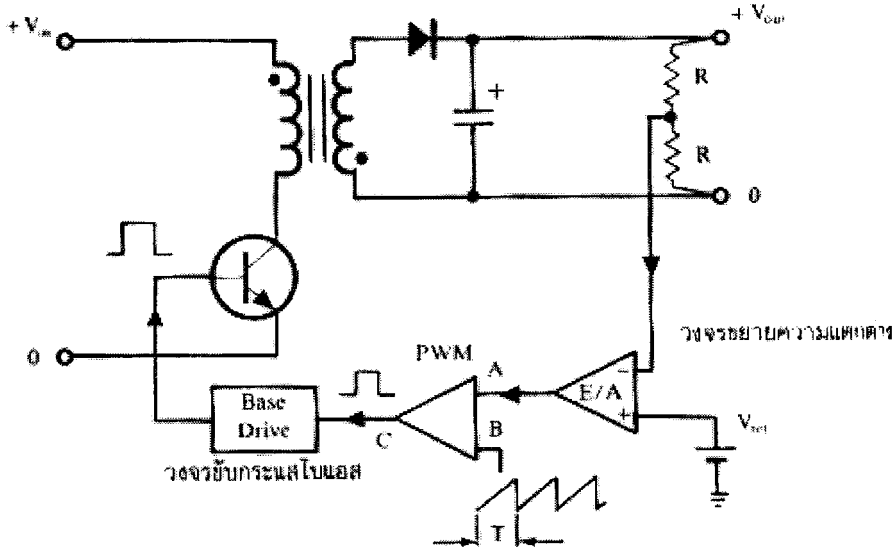 + Vin
+ Vout
R
R
0
0
PWM
วงจรขยายความแตกต่าง
A
E/A
−
+
Base
Drive
C
B
Vref
วงจรขับกระแสไบแอส
T